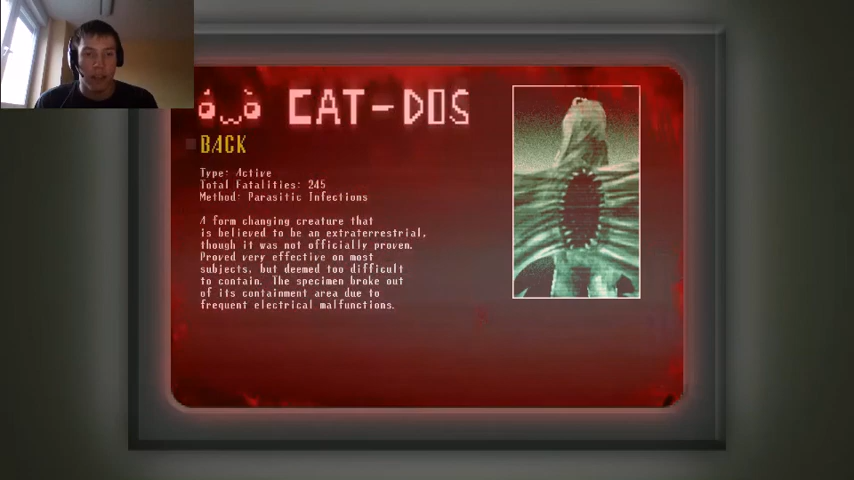 CAT-DOS
BACK
Type: Active
Total Fatalities: 245
Method: Parasitic Infections
A form changing creature that
is believed to be an extraterrestrial,
though it was not officially proven.
Proved very effective on most
subjects, but deemed too difficult
to contain. The specimen broke out
of its containment area due to
frequent electrical malfunctions.